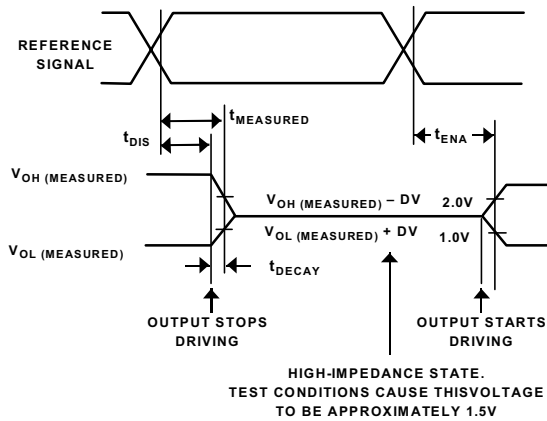 REFERENCE
SIGNAL
tMEASURED
tDIS
tENA
VOH (MEASURED)
VOH (MEASURED) – DV
2.0V
VOL (MEASURED) + DV
1.0V
VOL (MEASURED)
tDECAY
OUTPUT STOPS
DRIVING
OUTPUT STARTS
DRIVING
HIGH-IMPEDANCE STATE.
TEST CONDITIONS CAUSE THISVOLTAGE
TO BE APPROXIMATELY 1.5V